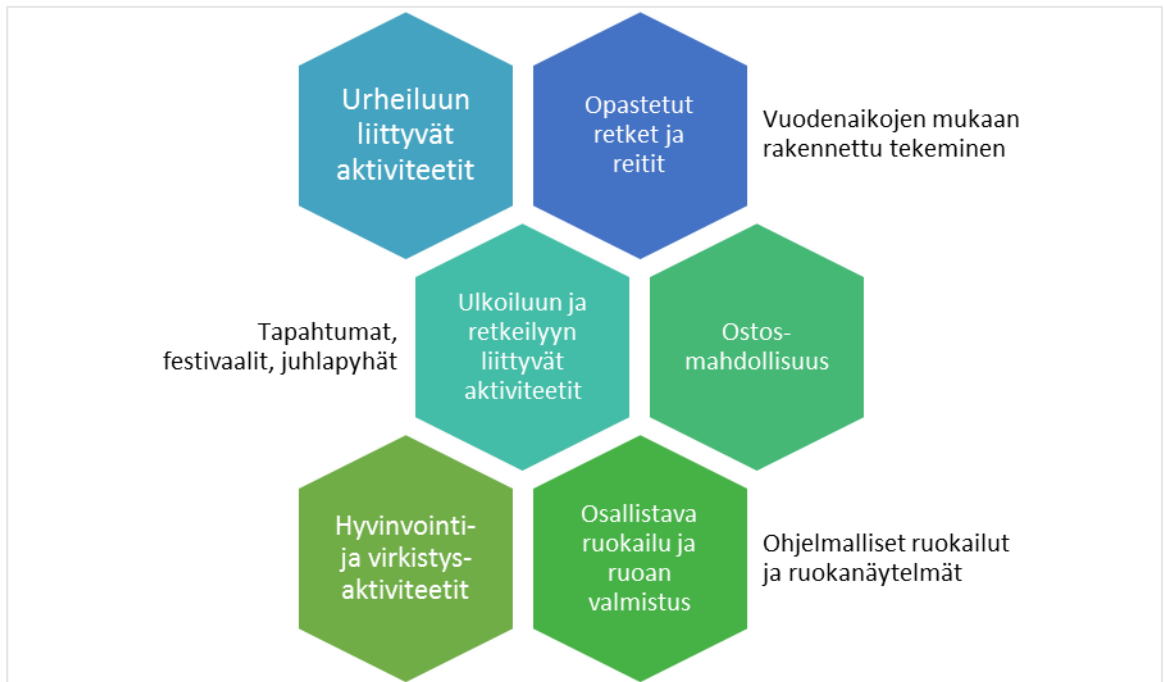 Urheiluun
liittyvät
aktiviteetit
Opastetut
retket ja
reitit
Vuodenaikojen mukaan
rakennettu tekeminen
Tapahtumat,
festivaalit, juhlapyhät
Ulkoiluun ja
retkeilyyn
liittyvät
aktiviteetit
Ostos-
mahdollisuus
Hyvinvointi-
ja virkistys-
aktiviteetit
Osallistava
ruokailu ja
ruoan
valmistus
Ohjelmalliset ruokailut
ja ruokanäytelmät